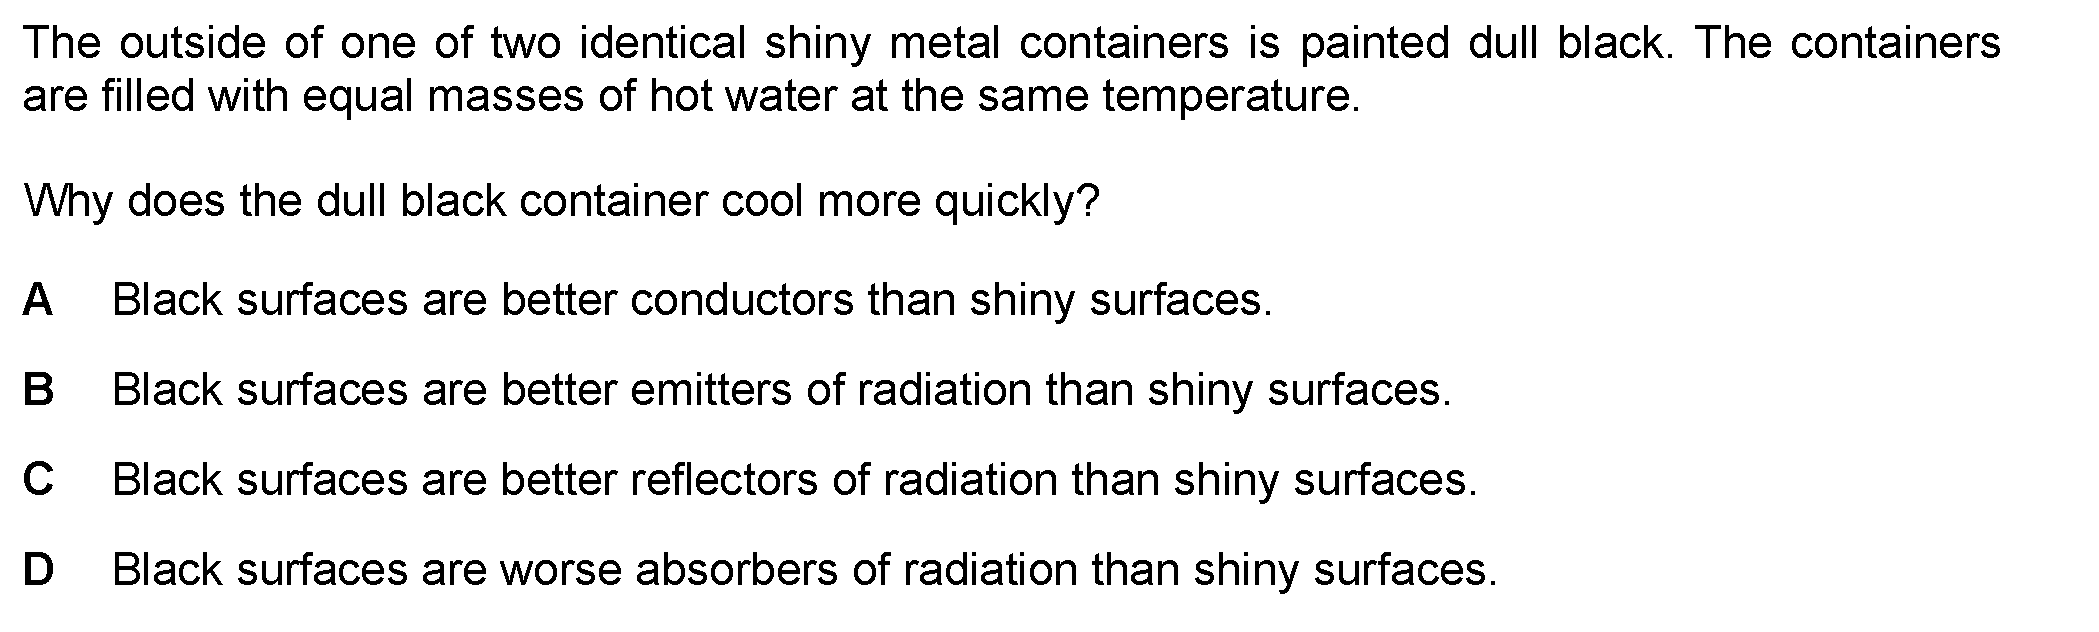 The outside of one of two identical shiny metal containers is painted dull black. The containers
are filled with equal masses of hot water at the same temperature.
Why does the dull black container cool more quickly?
A Black surfaces are better conductors than shiny surfaces.
B Black surfaces are better emitters of radiation than shiny surfaces.
C Black surfaces are better reflectors of radiation than shiny surfaces.
D Black surfaces are worse absorbers of radiation than shiny surfaces.